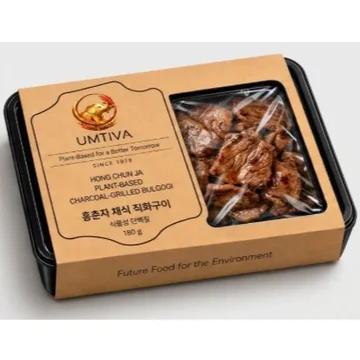 UMTIVA
Plant-Based for a Better Tomorrow
SINCE 1979
HONG CHUN JA
PLANT-BASED
CHARCOAL-GRILLED BULGOGI
홍춘자 채식 직화구이
식물성 단백질
180 g
Future Food for the Environment